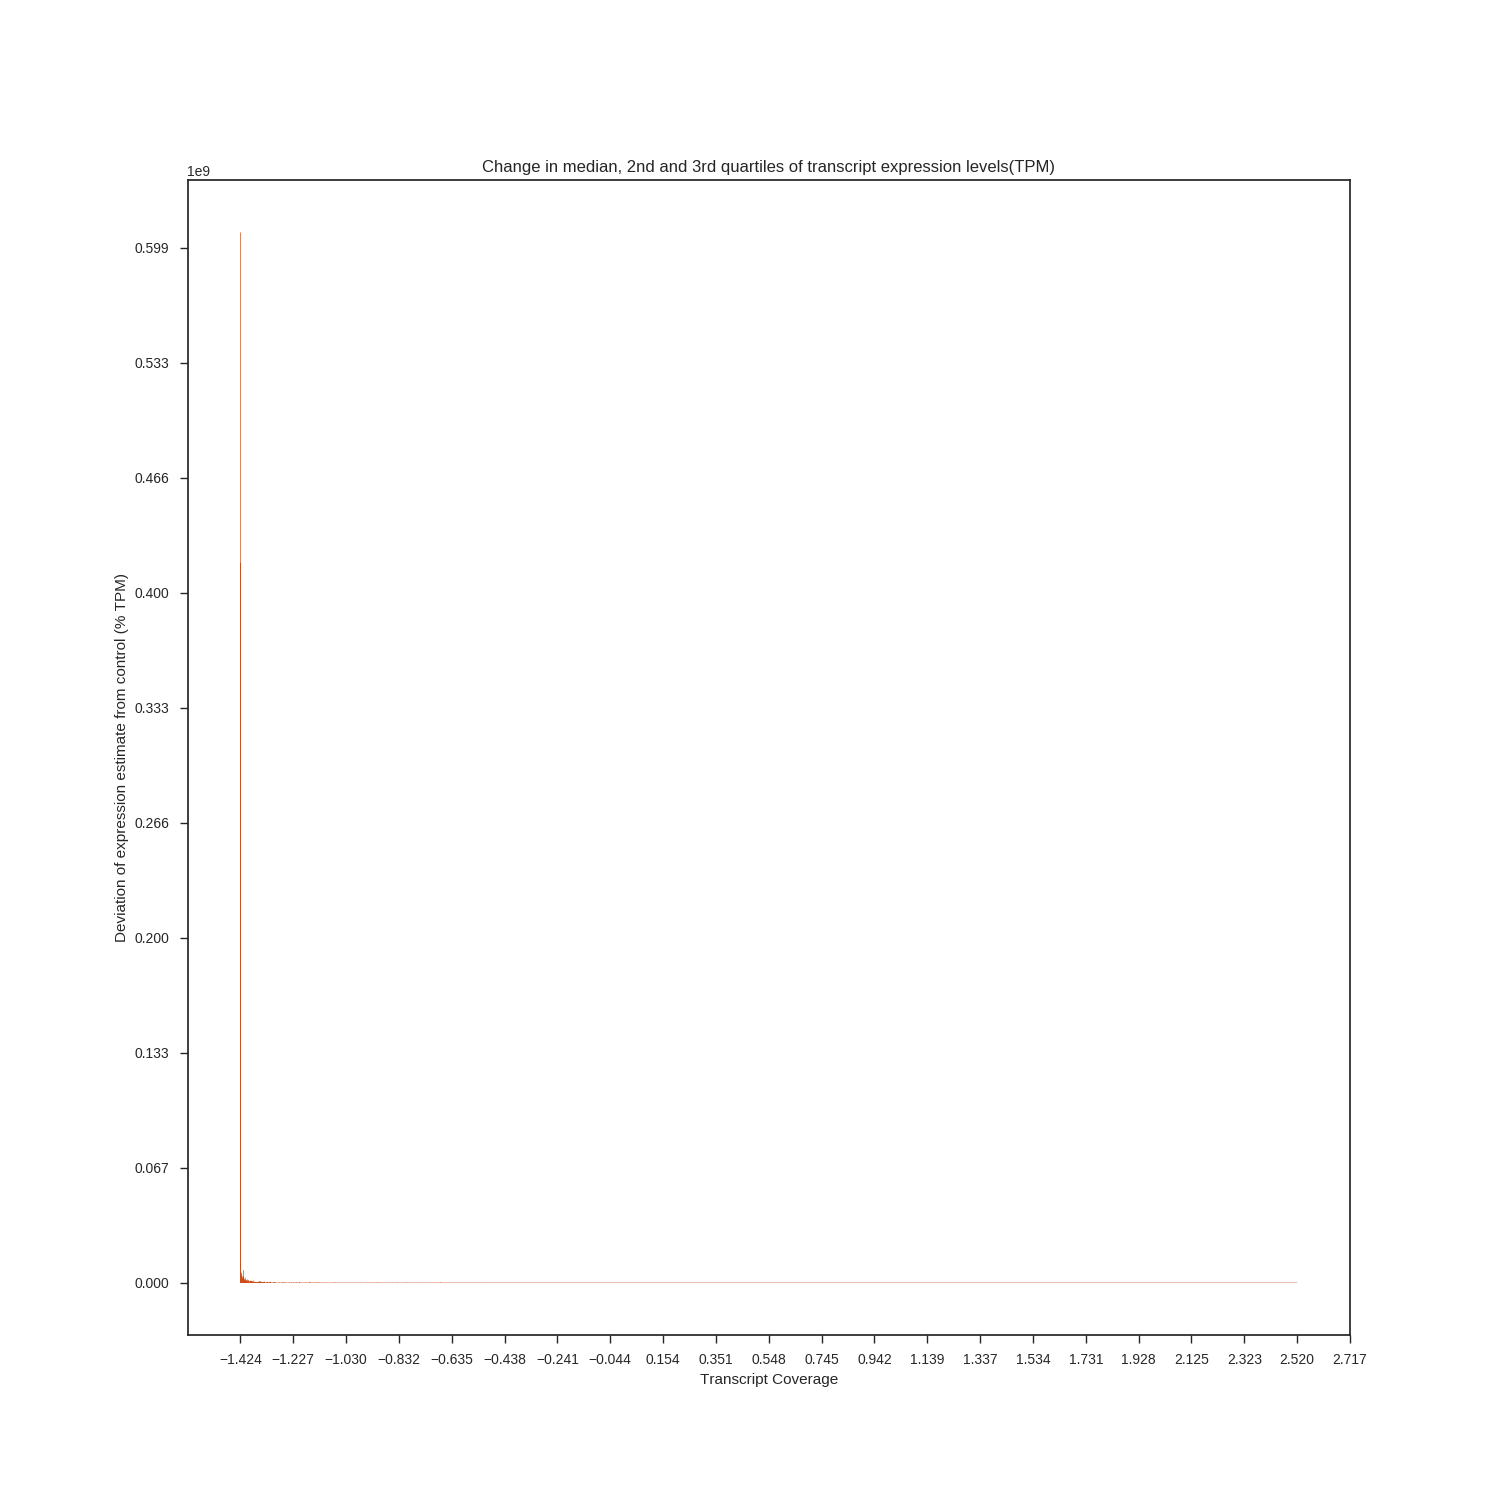 Change in median, 2nd and 3rd quartiles of transcript expression levels(TPM)
1e9
0.599
0.533
0.466
0.400
0.333
0.266
0.200
0.133
0.067
0.000
Deviation of expression estimate from control (% TPM)
−1.424 −1.227 −1.030 −0.832 −0.635 −0.438 −0.241 −0.044 0.154 0.351 0.548 0.745 0.942 1.139 1.337 1.534 1.731 1.928 2.125 2.323 2.520 2.717
Transcript Coverage